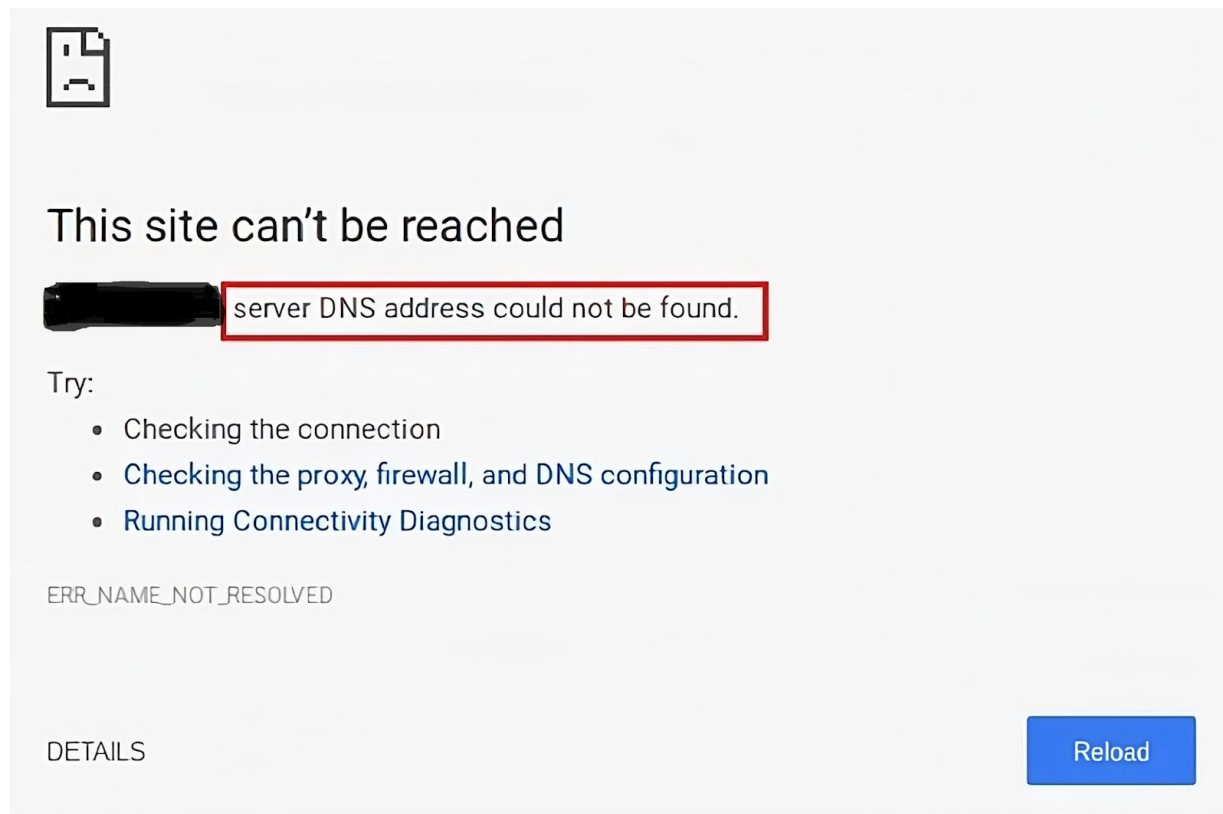 This site can't be reached
server DNS address could not be found.
Try:
Checking the connection
Checking the proxy, firewall, and DNS configuration
Running Connectivity Diagnostics
ERR_NAME_NOT_RESOLVED
DETAILS
Reload